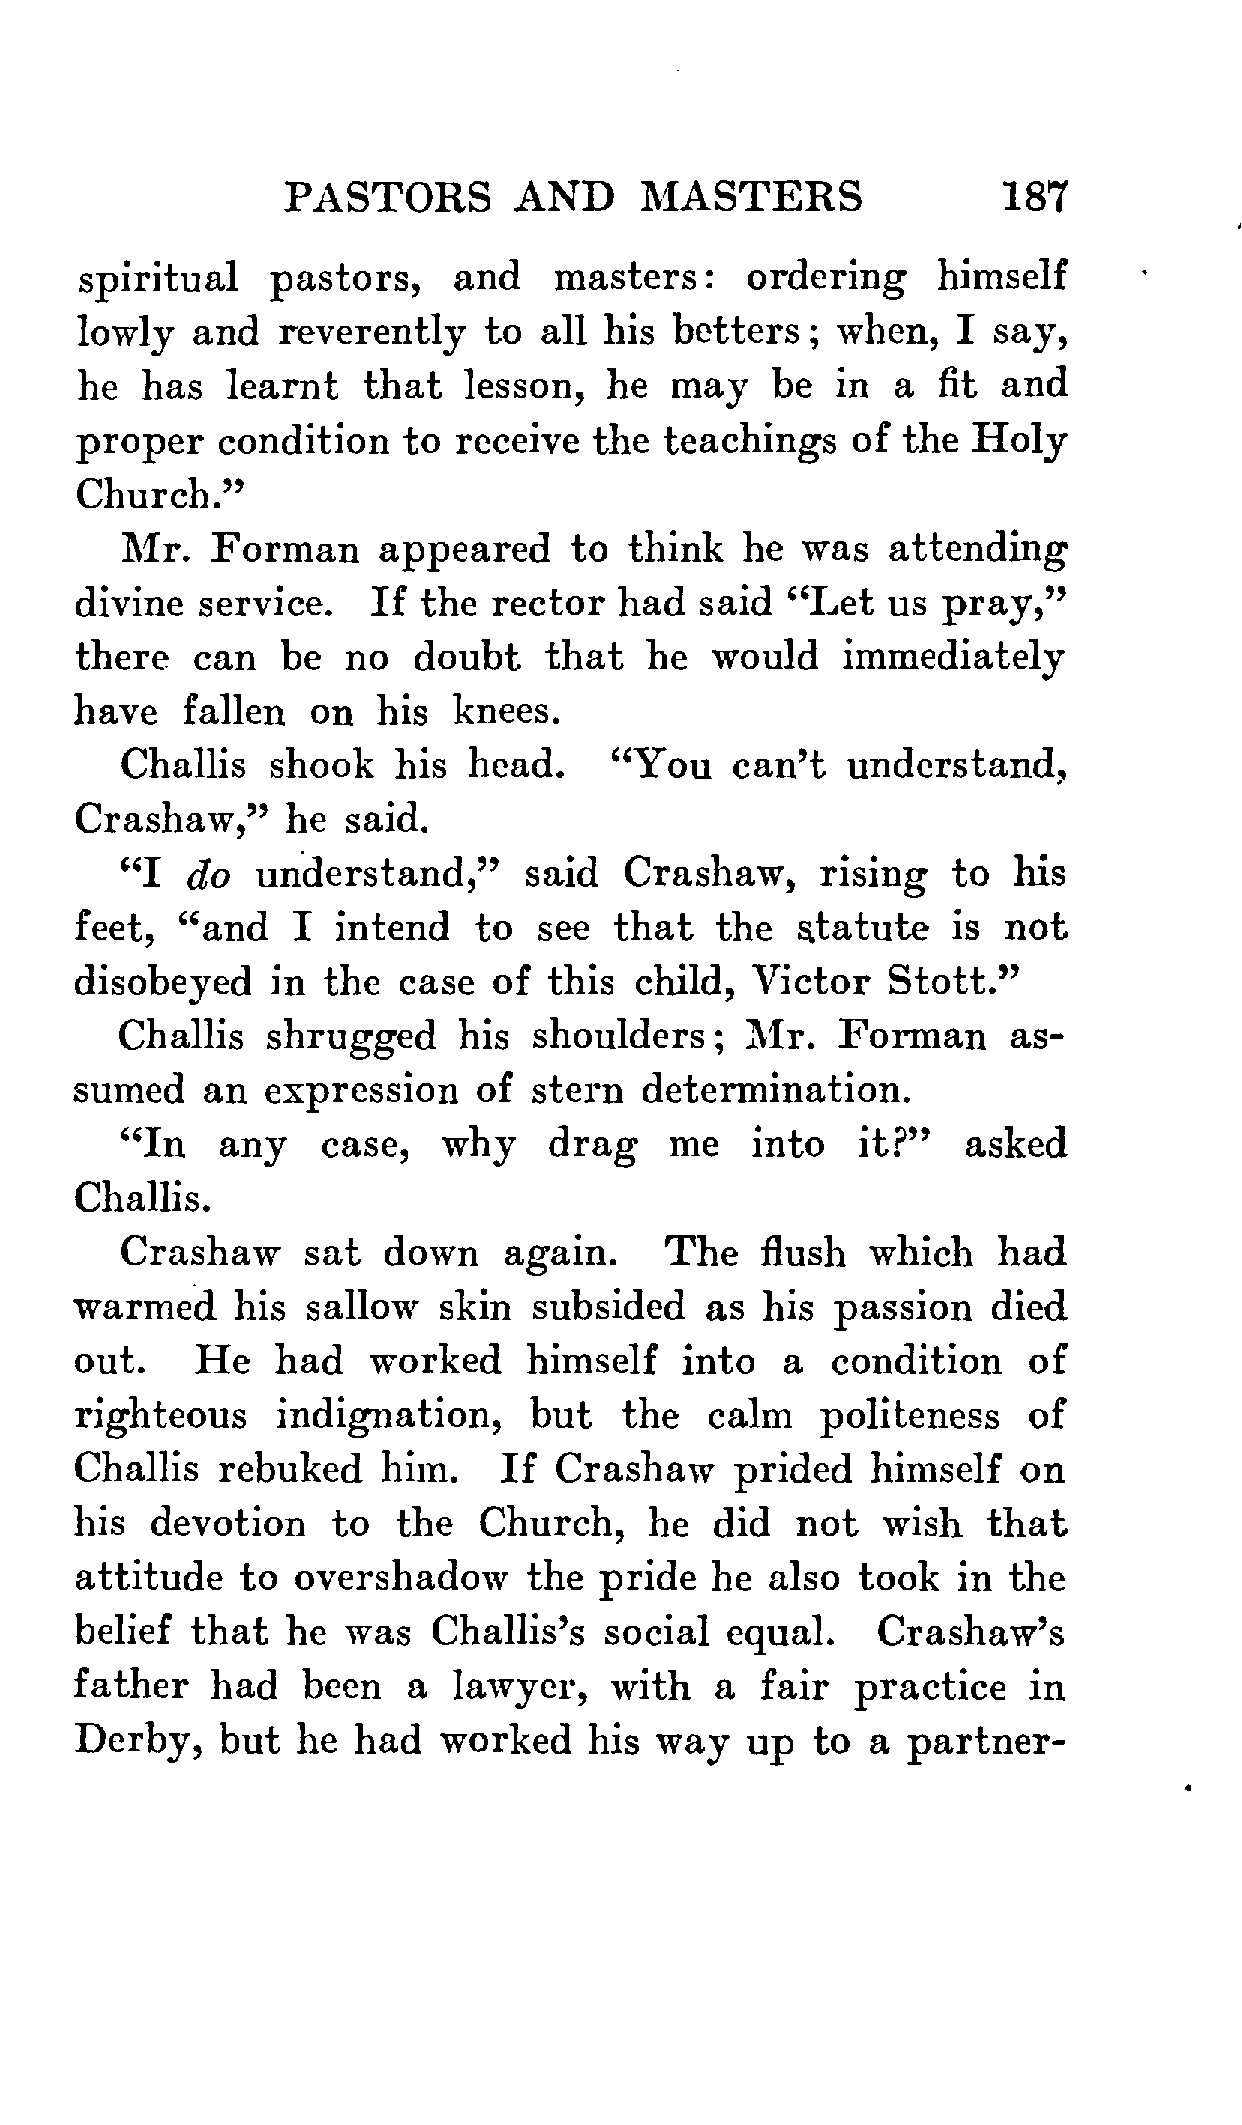 PASTORS AND MASTERS 187
spiritual pastors, and masters: ordering himself
lowly and reverently to all his betters; when, I say,
he has learnt that lesson, he may be in a fit and
proper condition to receive the teachings of the Holy
Church."
Mr. Forman appeared to think he was attending
divine service. If the rector had said "Let us pray,"
there can be no doubt that he would immediately
have fallen on his knees.
Challis shook his head. "You can't understand,
Crashaw," he said.
"I do understand," said Crashaw, rising to his
feet, "and I intend to see that the statute is not
disobeyed in the case of this child, Victor Stott."
Challis shrugged his shoulders; Mr. Forman as-
sumed an expression of stern determination.
"In any case, why drag me into it?" asked
Challis.
Crashaw sat down again. The flush which had
warmed his sallow skin subsided as his passion died
out. He had worked himself into a condition of
righteous indignation, but the calm politeness of
Challis rebuked him. If Crashaw prided himself on
his devotion to the Church, he did not wish that
attitude to overshadow the pride he also took in the
belief that he was Challis's social equal. Crashaw's
father had been a lawyer, with a fair practice in
Derby, but he had worked his way up to a partner-